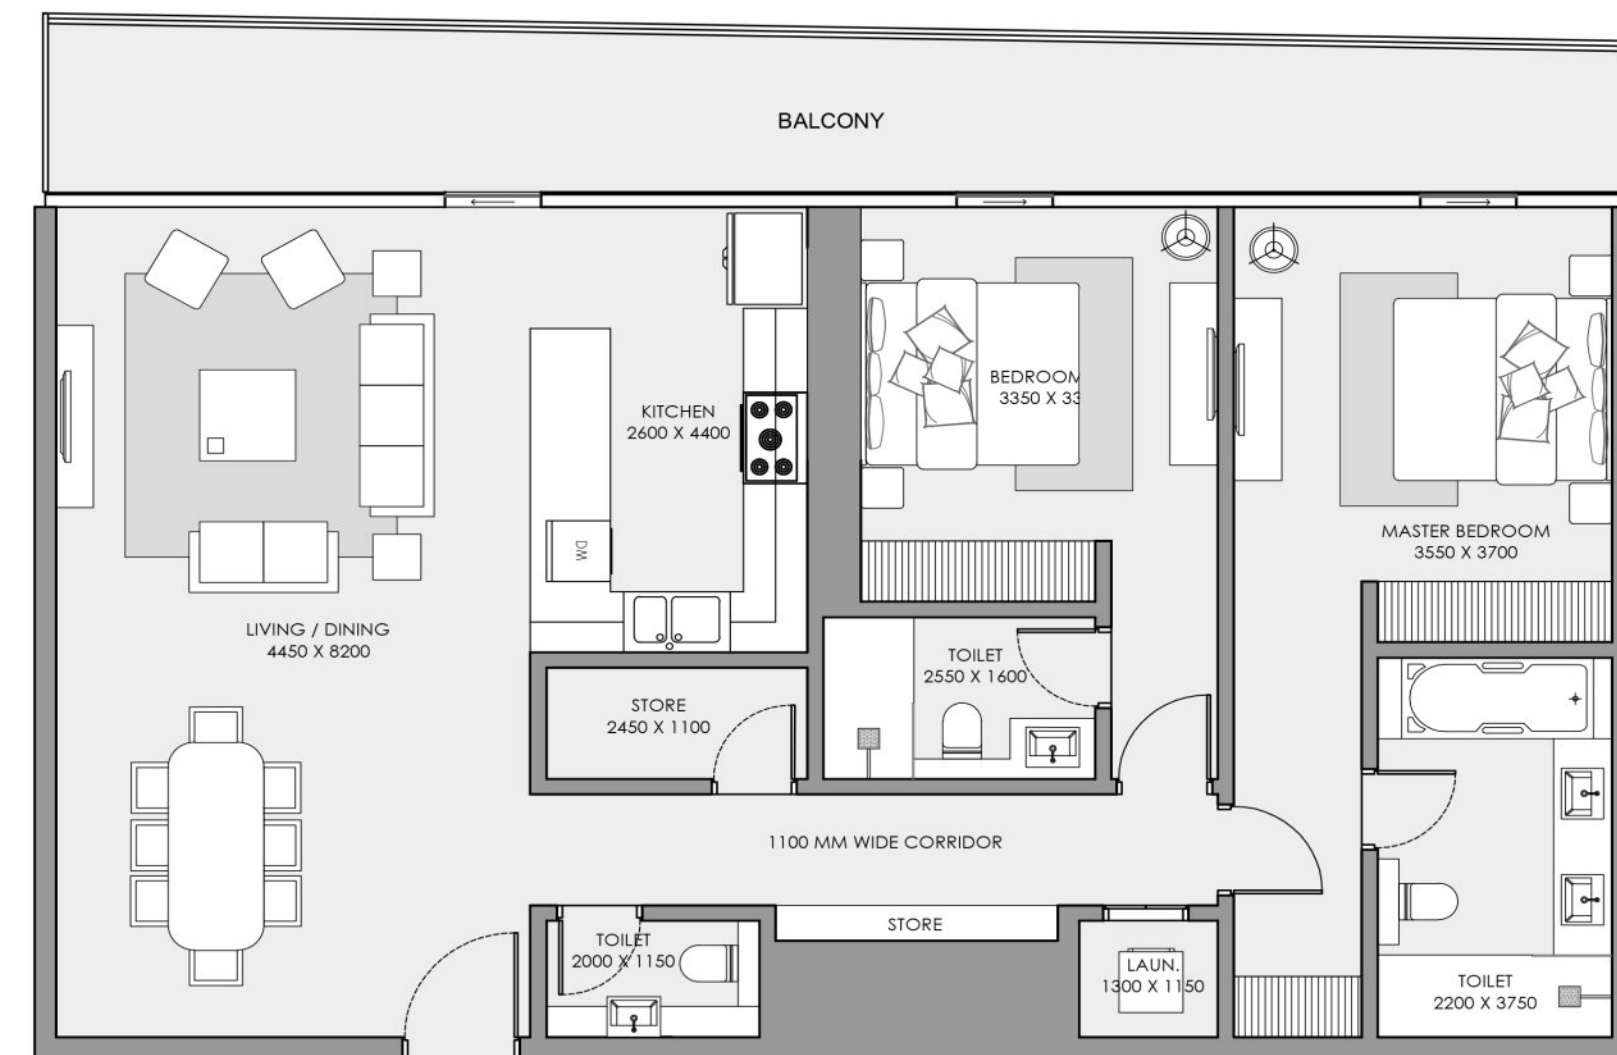 BALCONY
KITCHEN
2600 X 4400
BEDROOM
3350 X 33
MASTER BEDROOM
3550 X 3700
DW
LIVING / DINING
4450 X 8200
STORE
2450 X 1100
TOILET
2550 X 1600
1100 MM WIDE CORRIDOR
STORE
TOILET
2000 X 1150
LAUN.
1300 X 1150
TOILET
2200 X 3750